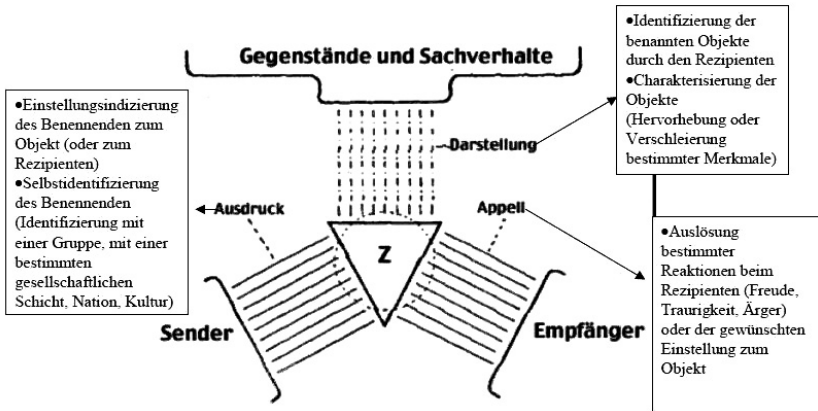 Gegenstände und Sachverhalte
•Identifizierung der
benannten Objekte
durch den Rezipienten
•Charakterisierung der
Objekte
(Hervorhebung oder
Verschleierung
bestimmter Merkmale)
•Einstellungsindizierung
des Benennenden zum
Objekt (oder zum
Rezipienten)
•Selbstidentifizierung
des Benennenden
(Identifizierung mit
einer Gruppe, mit einer
bestimmten
gesellschaftlichen
Schicht, Nation, Kultur)
Darstellung
Ausdruck
Appell
Z
Sender
Empfänger
•Auslösung
bestimmter
Reaktionen beim
Rezipienten (Freude,
Traurigkeit, Ärger)
oder der gewünschten
Einstellung zum
Objekt